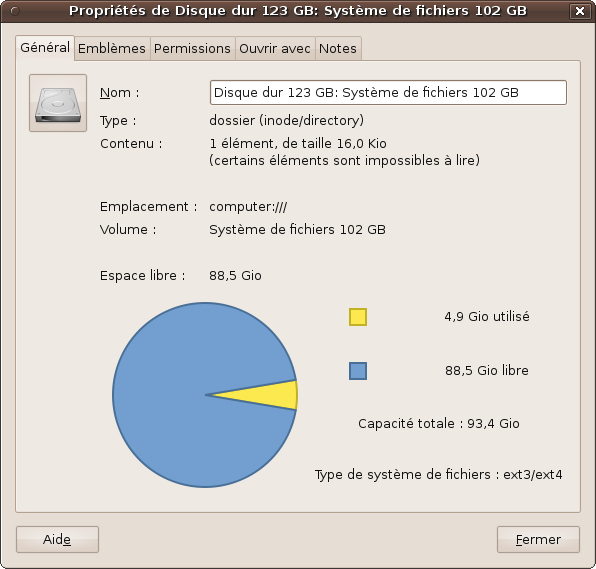 Propriétés de Disque dur 123 GB: Système de fichiers 102 GB
Général Emblèmes Permissions Ouvrir avec Notes
Nom : Disque dur 123 GB: Système de fichiers 102 GB
Type : dossier (inode/directory)
Contenu : 1 élément, de taille 16,0 Kio
(certains éléments sont impossibles à lire)
Emplacement : computer:///
Volume : Système de fichiers 102 GB
Espace libre : 88,5 Gio
4,9 Gio utilisé
88,5 Gio libre
Capacité totale : 93,4 Gio
Type de système de fichiers : ext3/ext4
Aide Fermer